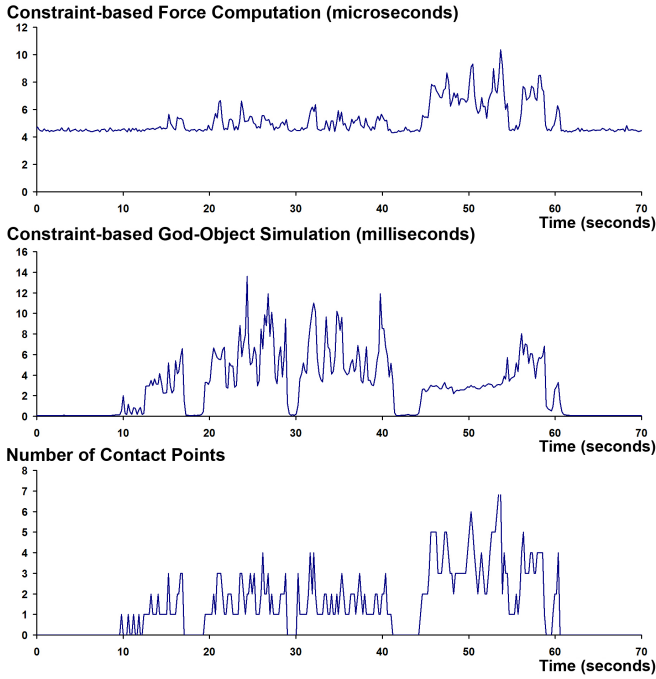 Constraint-based Force Computation (microseconds)
12
10
8
6
4
2
0
0 10 20 30 40 50 60 70
Time (seconds)
Constraint-based God-Object Simulation (milliseconds)
16
14
12
10
8
6
4
2
0
0 10 20 30 40 50 60 70
Time (seconds)
Number of Contact Points
8
7
6
5
4
3
2
1
0
0 10 20 30 40 50 60 70
Time (seconds)